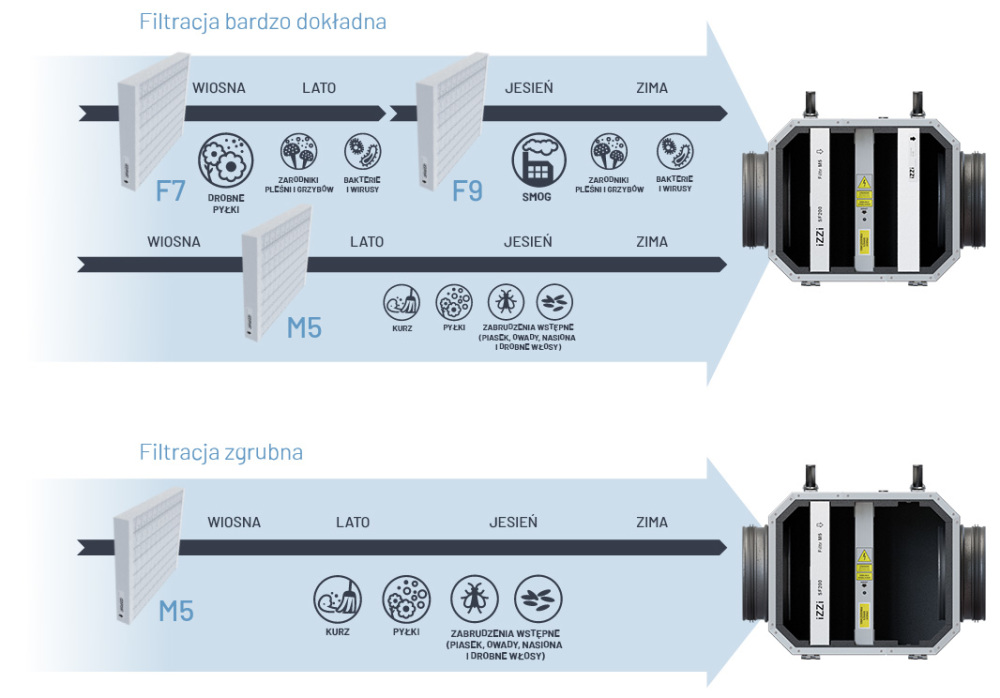 Filtracja bardzo dokładna
WIOSNA
LATO
JESIEŃ
ZIMA
F7
DROBNE
PYŁKI
ZARODNIKI
PLEŚNI I GRZYBÓW
BAKTERIE
I WIRUSY
F9
SMOG
ZARODNIKI
PLEŚNI I GRZYBÓW
BAKTERIE
I WIRUSY
WIOSNA
LATO
JESIEŃ
ZIMA
M5
KURZ
PYŁKI
ZABRUDZENIA WSTĘPNE
(PIASEK, OWADY, NASIONA
I DROBNE WŁOSY)
iZZi SF200 Filtr M5
iZZi
Filtracja zgrubna
WIOSNA
LATO
JESIEŃ
ZIMA
M5
KURZ
PYŁKI
ZABRUDZENIA WSTĘPNE
(PIASEK, OWADY, NASIONA
I DROBNE WŁOSY)
iZZi SF200 Filtr M5